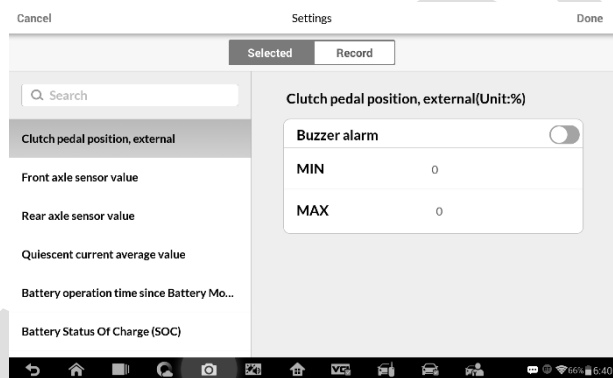 Cancel Settings Done
Selected Record
Search
Clutch pedal position, external(Unit:%)
Clutch pedal position, external
Buzzer alarm
Front axle sensor value
MIN 0
Rear axle sensor value
MAX 0
Quiescent current average value
Battery operation time since Battery Mo...
Battery Status Of Charge (SOC)
VCI
66% 6:40